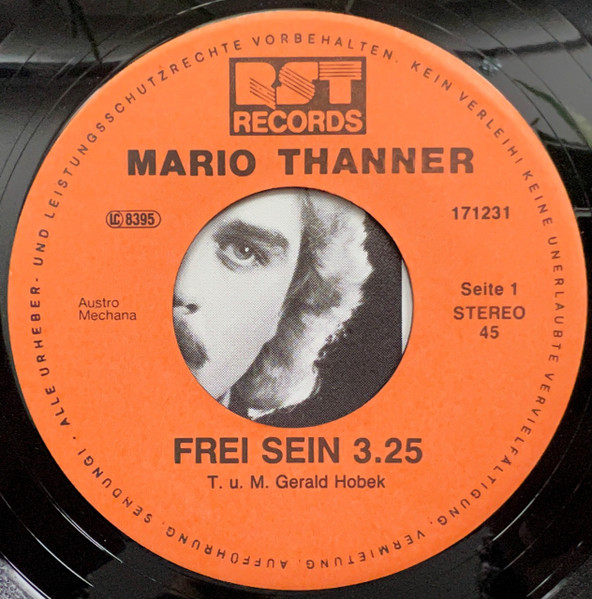 ALLE URHEBER- UND LEISTUNGSSCHUTZRECHTE VORBEHALTEN. KEIN VERLEIH! KEINE UNERLAUBTE VERVIELFÄLTIGUNG, VERMIETUNG, AUFFÜHRUNG, SENDUNG!
RST
RECORDS
MARIO THANNER
LC 8395
171231
Austro
Mechana
Seite 1
STEREO
45
FREI SEIN 3.25
T. u. M. Gerald Hobek